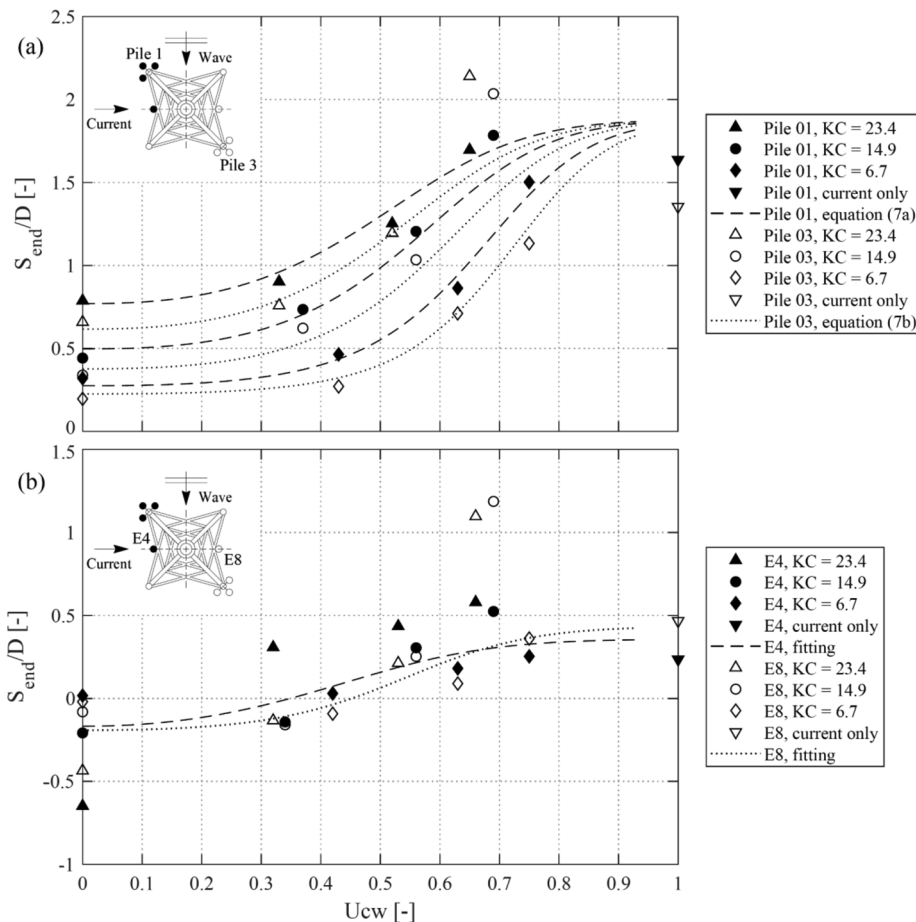 (a)
Pile 1
Wave
Current
Pile 3
S_end/D [-]
2.5
2
1.5
1
0.5
0
Pile 01, KC = 23.4
Pile 01, KC = 14.9
Pile 01, KC = 6.7
Pile 01, current only
Pile 01, equation (7a)
Pile 03, KC = 23.4
Pile 03, KC = 14.9
Pile 03, KC = 6.7
Pile 03, current only
Pile 03, equation (7b)
(b)
Wave
E4
Current
E8
S_end/D [-]
1.5
1
0.5
0
-0.5
-1
0 0.1 0.2 0.3 0.4 0.5 0.6 0.7 0.8 0.9 1
Ucw [-]
E4, KC = 23.4
E4, KC = 14.9
E4, KC = 6.7
E4, current only
E4, fitting
E8, KC = 23.4
E8, KC = 14.9
E8, KC = 6.7
E8, current only
E8, fitting